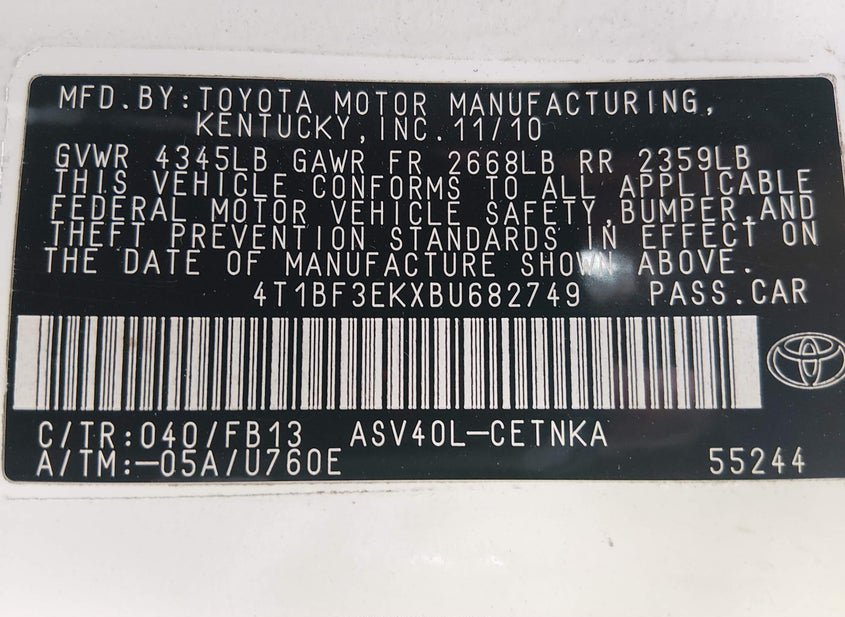 MFD.BY:TOYOTA MOTOR MANUFACTURING,
KENTUCKY,INC.11/10
GVWR 4345LB GAWR FR 2668LB RR 2359LB
THIS VEHICLE CONFORMS TO ALL APPLICABLE
FEDERAL MOTOR VEHICLE SAFETY,BUMPER,AND
THEFT PREVENTION STANDARDS IN EFFECT ON
THE DATE OF MANUFACTURE SHOWN ABOVE.
4T1BF3EKXBU682749 PASS.CAR
C/TR:040/FB13 ASV40L-CETNKA
A/TM:-05A/U760E 55244